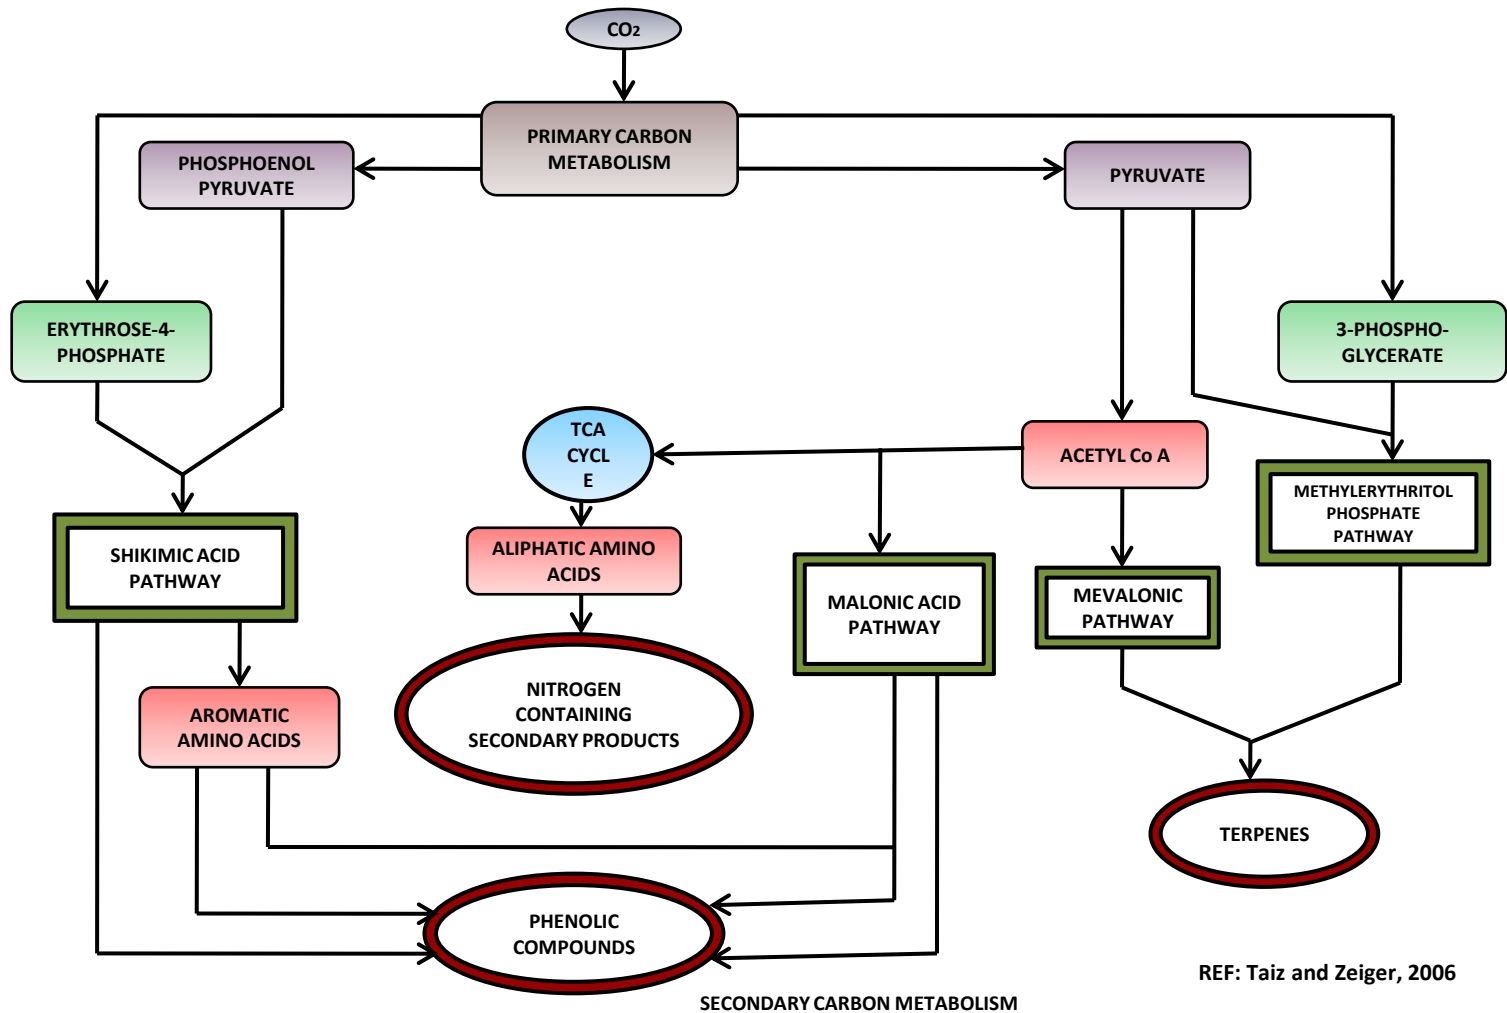 CO2
PRIMARY CARBON
METABOLISM
PHOSPHOENOL
PYRUVATE
PYRUVATE
ERYTHROSE-4-
PHOSPHATE
3-PHOSPHO-
GLYCERATE
TCA
CYCL
E
ACETYL Co A
METHYLERYTHRITOL
PHOSPHATE
PATHWAY
SHIKIMIC ACID
PATHWAY
ALIPHATIC AMINO
ACIDS
MALONIC ACID
PATHWAY
MEVALONIC
PATHWAY
NITROGEN
CONTAINING
SECONDARY PRODUCTS
AROMATIC
AMINO ACIDS
TERPENES
PHENOLIC
COMPOUNDS
REF: Taiz and Zeiger, 2006
SECONDARY CARBON METABOLISM